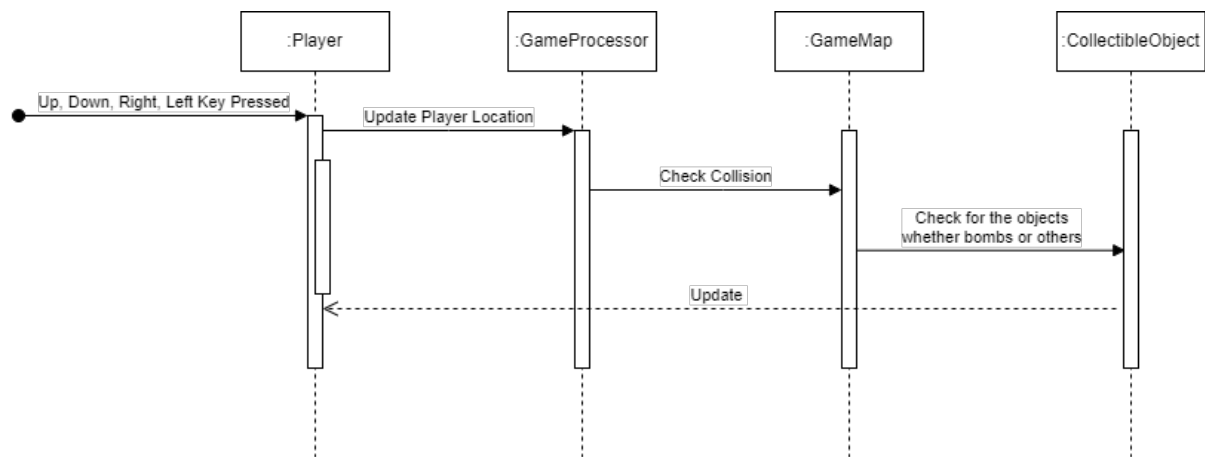 :Player
:GameProcessor
:GameMap
:CollectibleObject
Up, Down, Right, Left Key Pressed
Update Player Location
Check Collision
Check for the objects
whether bombs or others
Update